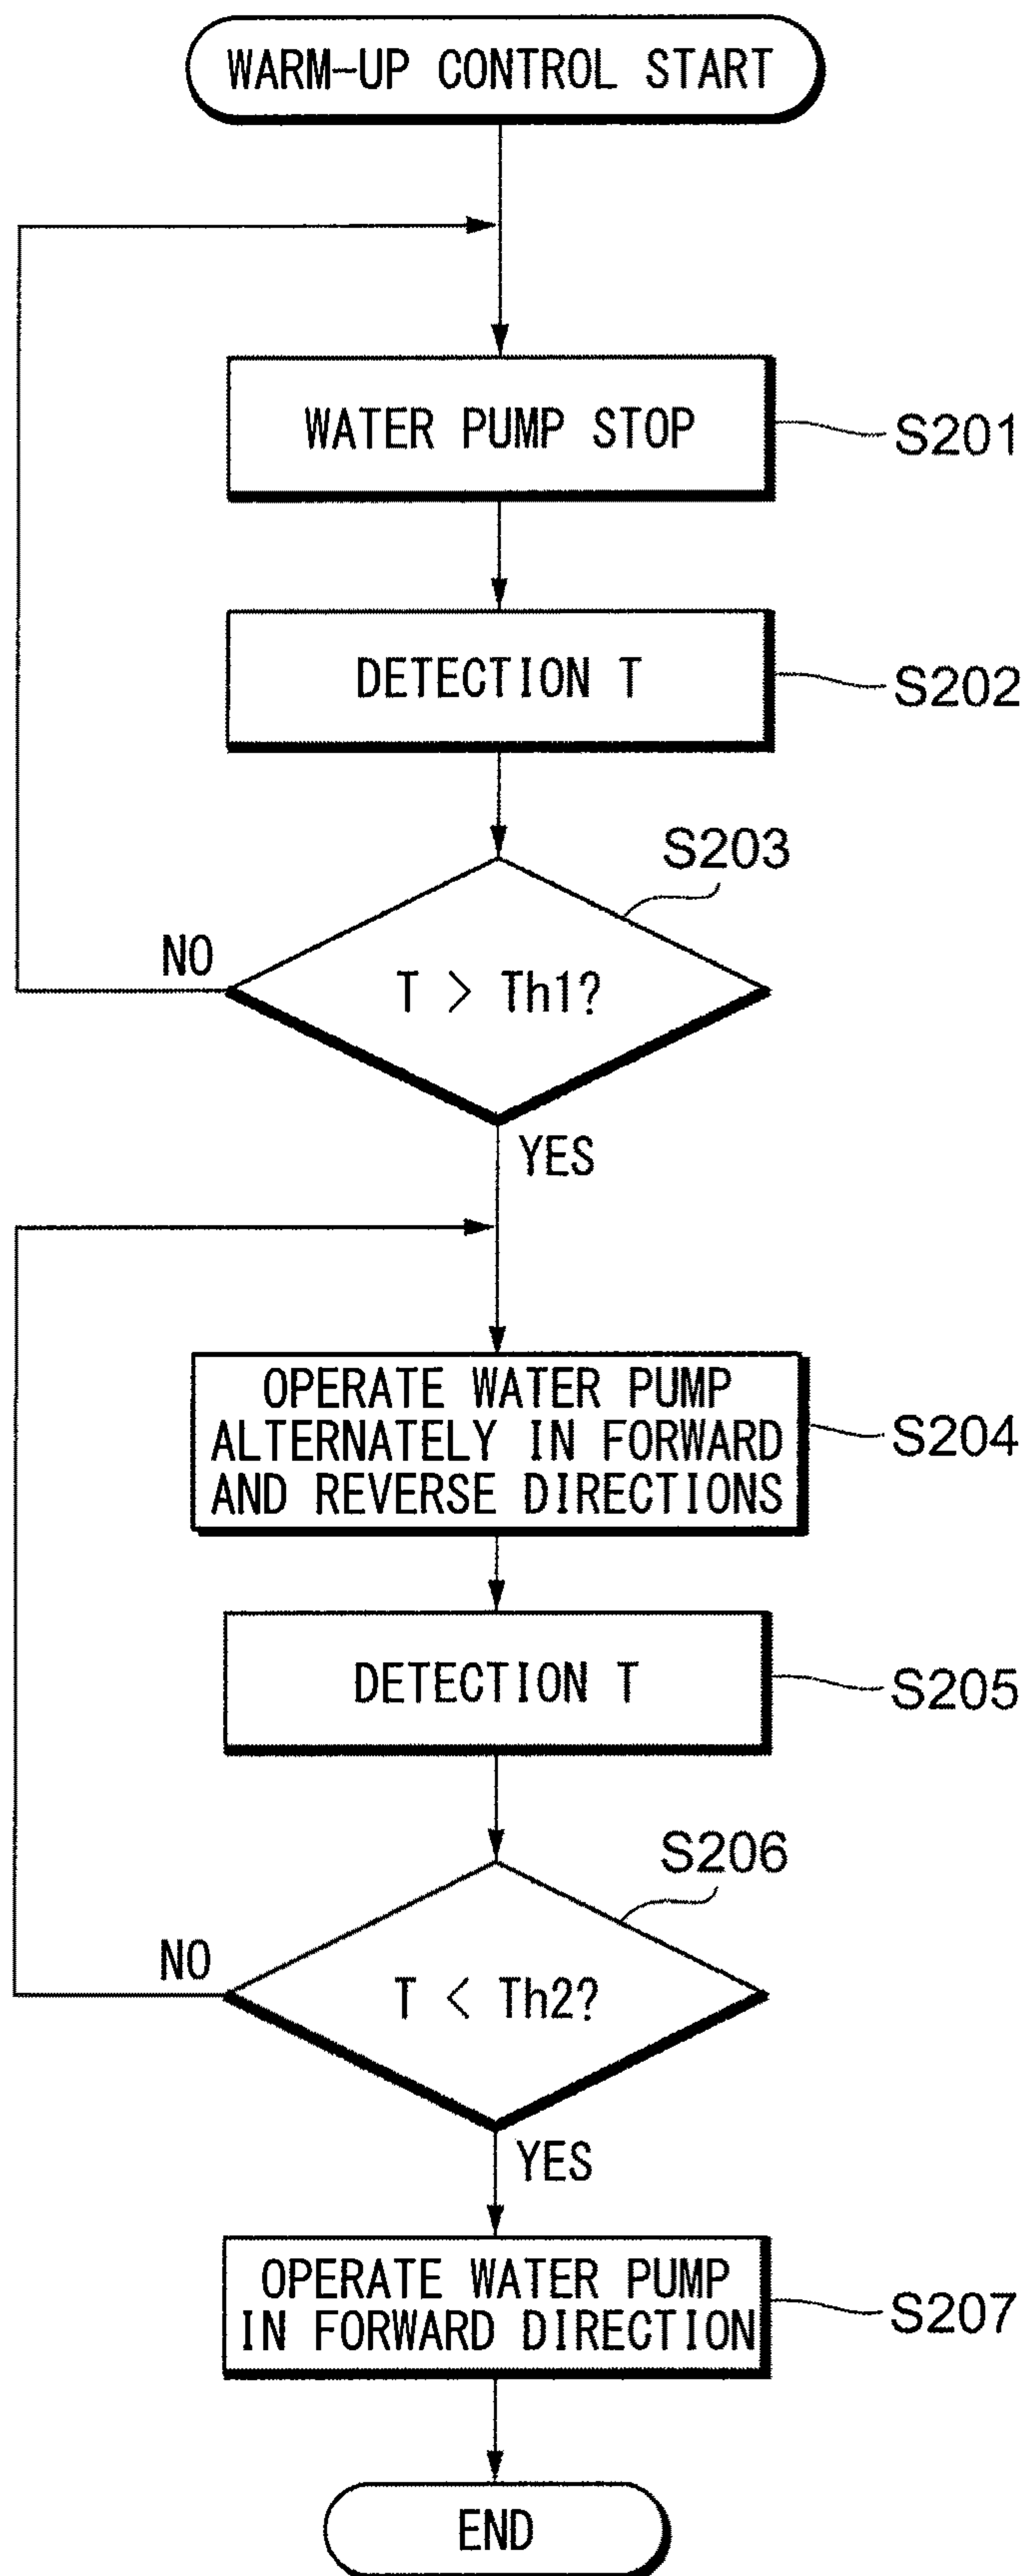 WARM-UP CONTROL START
WATER PUMP STOP
S201
DETECTION T
S202
S203
NO
T > Th1?
YES
OPERATE WATER PUMP
ALTERNATELY IN FORWARD
AND REVERSE DIRECTIONS
S204
DETECTION T
S205
S206
NO
T < Th2?
YES
OPERATE WATER PUMP
IN FORWARD DIRECTION
S207
END